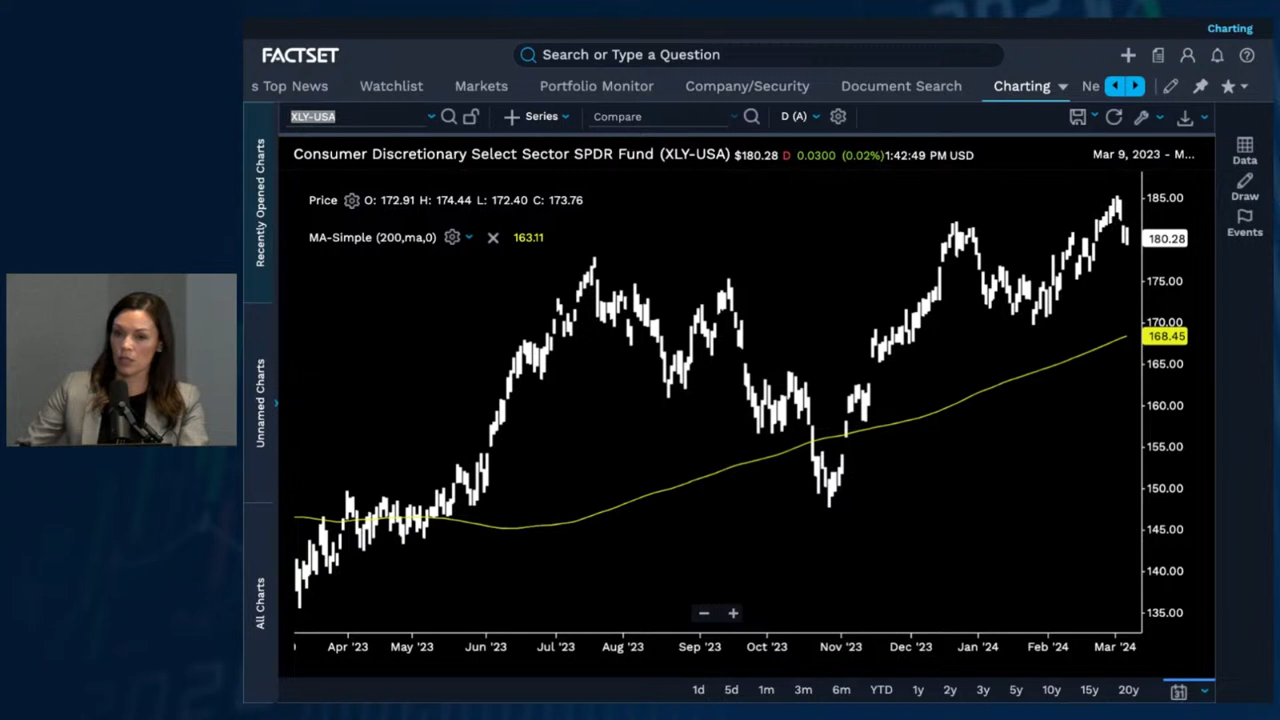 Charting
FACTSET
Search or Type a Question
s Top News Watchlist Markets Portfolio Monitor Company/Security Document Search Charting Ne
XLY-USA Series Compare D (A)
Consumer Discretionary Select Sector SPDR Fund (XLY-USA) $180.28 D 0.0300 (0.02%) 1:42:49 PM USD Mar 9, 2023 - M...
Price O: 172.91 H: 174.44 L: 172.40 C: 173.76
MA-Simple (200,ma,0) 163.11
Recently Opened Charts
Unnamed Charts
All Charts
Data
Draw
Events
185.00
180.28
175.00
170.00
168.45
165.00
160.00
155.00
150.00
145.00
140.00
135.00
Apr '23 May '23 Jun '23 Jul '23 Aug '23 Sep '23 Oct '23 Nov '23 Dec '23 Jan '24 Feb '24 Mar '24
1d 5d 1m 3m 6m YTD 1y 2y 3y 5y 10y 15y 20y
31